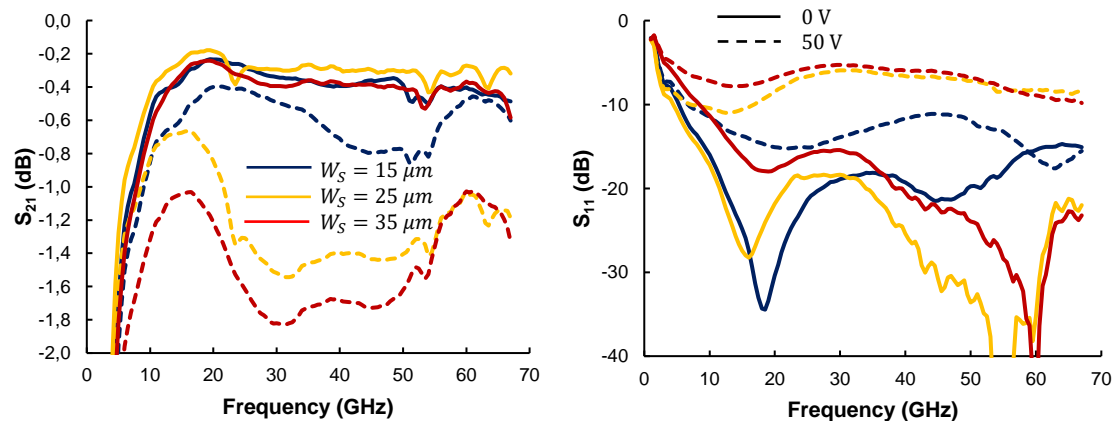 0,0
-0,2
-0,4
-0,6
-0,8
-1,0
-1,2
-1,4
-1,6
-1,8
-2,0
S21 (dB)
W_S = 15 μm
W_S = 25 μm
W_S = 35 μm
0 10 20 30 40 50 60 70
Frequency (GHz)
0 V
50 V
0
-10
-20
-30
-40
S11 (dB)
0 10 20 30 40 50 60 70
Frequency (GHz)